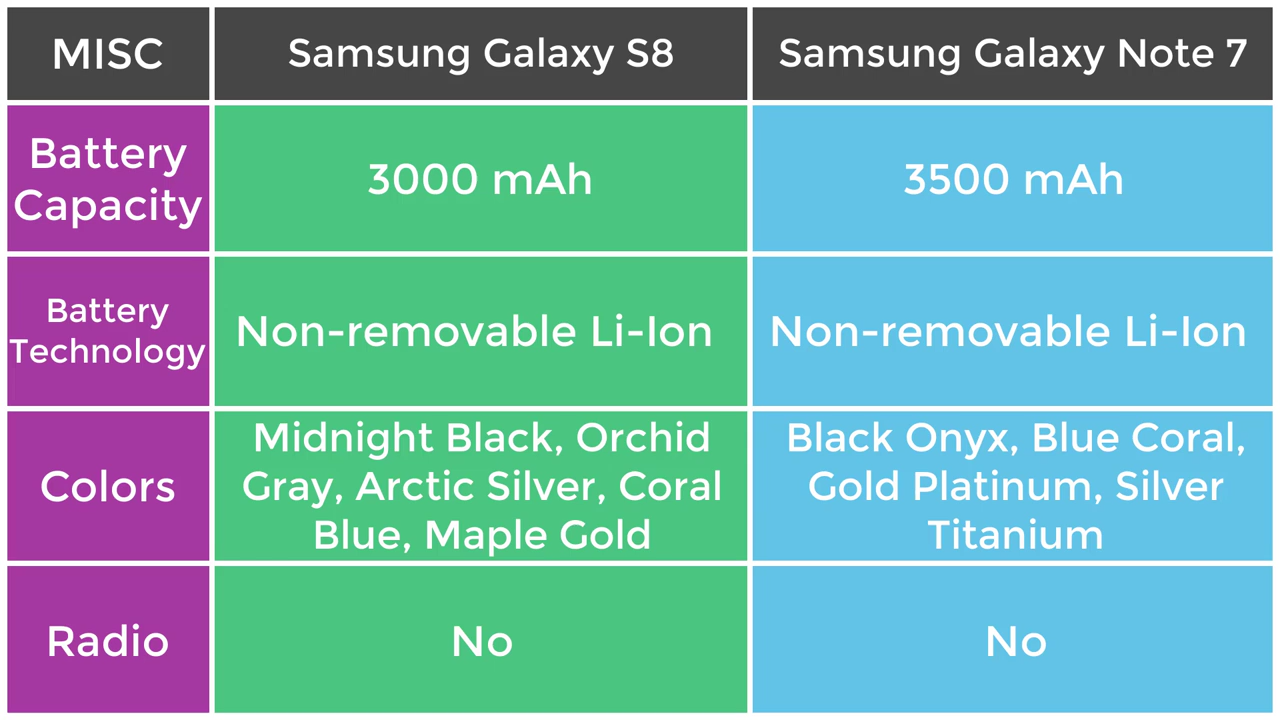 MISC
Samsung Galaxy S8
Samsung Galaxy Note 7
Battery
Capacity
3000 mAh
3500 mAh
Battery
Technology
Non-removable Li-Ion
Non-removable Li-Ion
Colors
Midnight Black, Orchid
Gray, Arctic Silver, Coral
Blue, Maple Gold
Black Onyx, Blue Coral,
Gold Platinum, Silver
Titanium
Radio
No
No